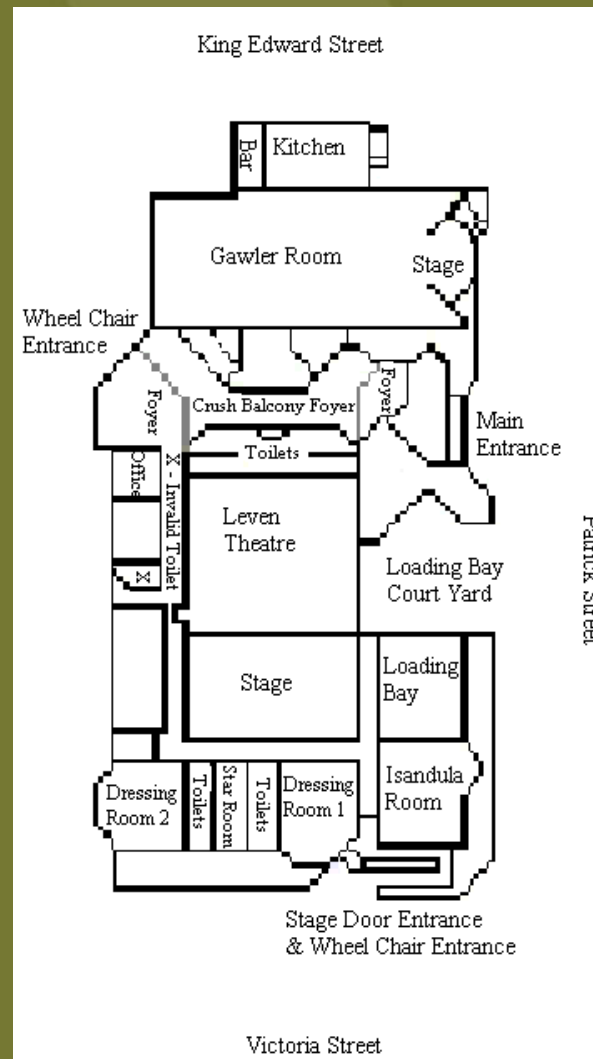 King Edward Street
Bar
Kitchen
Gawler Room
Stage
Wheel Chair
Entrance
Foyer
Crush Balcony Foyer
Foyer
Main
Entrance
Toilets
Office
X - Invalid Toilet
Leven
Theatre
Patrick Street
X
Loading Bay
Court Yard
Stage
Loading
Bay
Dressing
Room 2
Toilets
Star Room
Toilets
Dressing
Room 1
Isandula
Room
Stage Door Entrance
& Wheel Chair Entrance
Victoria Street